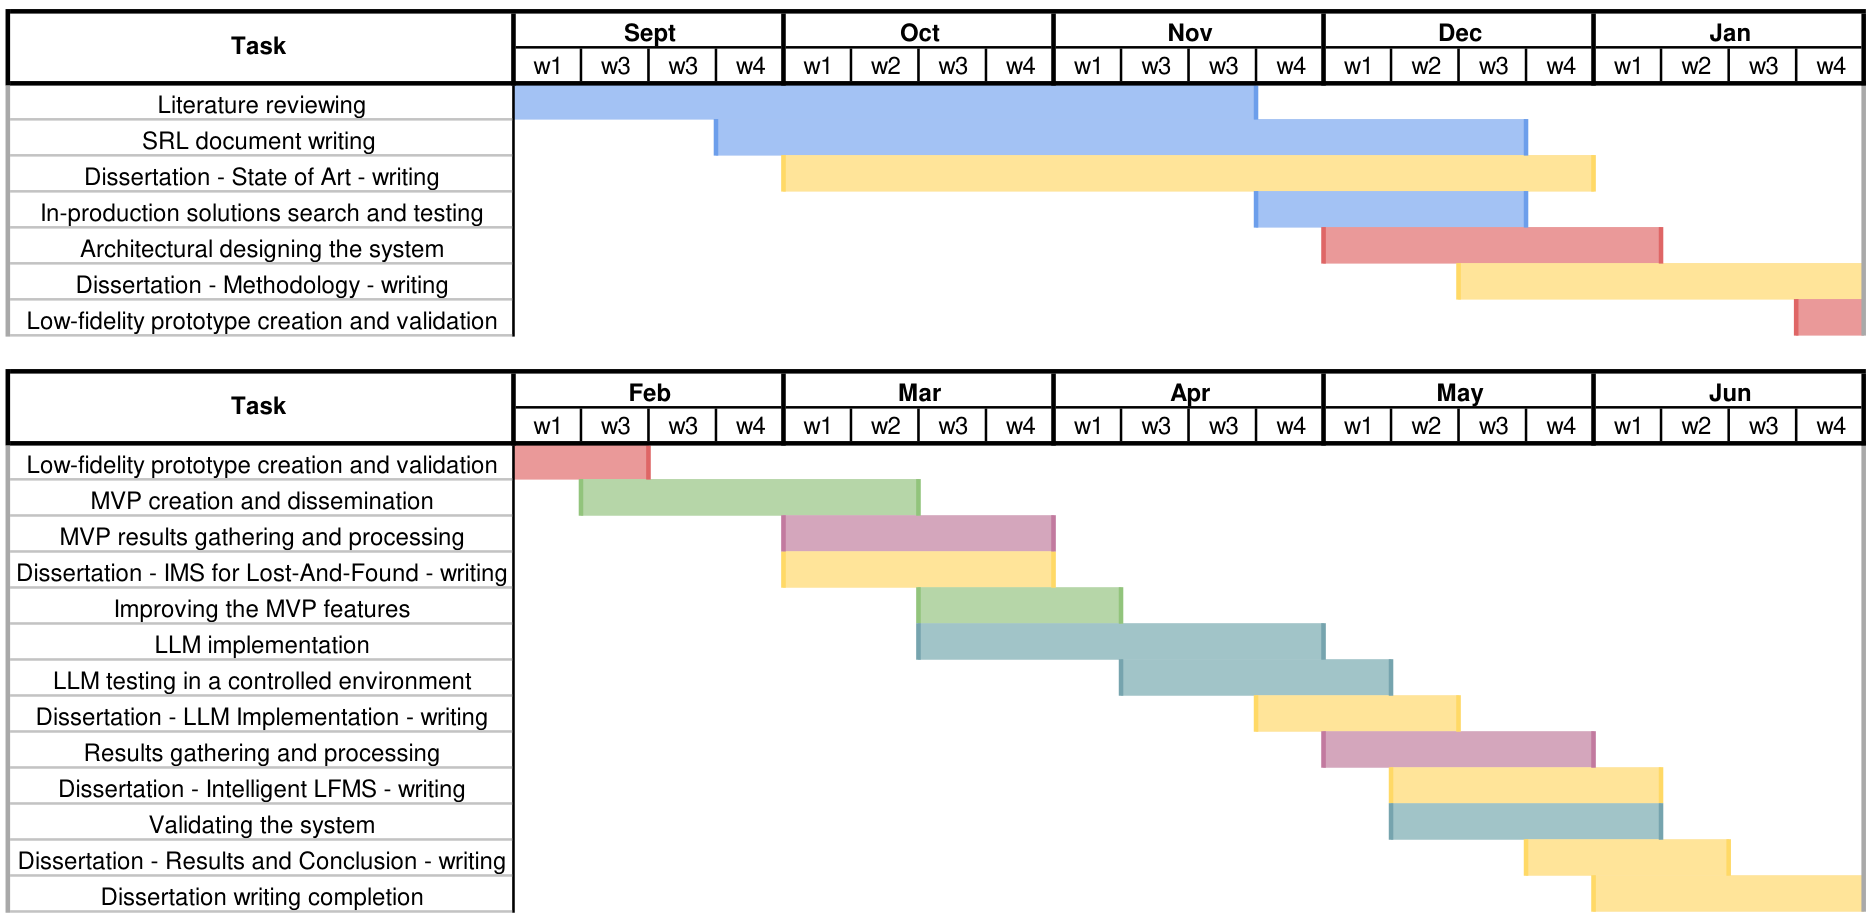 Task Sept Oct Nov Dec Jan
w1 w3 w3 w4 w1 w2 w3 w4 w1 w3 w3 w4 w1 w2 w3 w4 w1 w2 w3 w4
Literature reviewing
SRL document writing
Dissertation - State of Art - writing
In-production solutions search and testing
Architectural designing the system
Dissertation - Methodology - writing
Low-fidelity prototype creation and validation
Task Feb Mar Apr May Jun
w1 w3 w3 w4 w1 w2 w3 w4 w1 w3 w3 w4 w1 w2 w3 w4 w1 w2 w3 w4
Low-fidelity prototype creation and validation
MVP creation and dissemination
MVP results gathering and processing
Dissertation - IMS for Lost-And-Found - writing
Improving the MVP features
LLM implementation
LLM testing in a controlled environment
Dissertation - LLM Implementation - writing
Results gathering and processing
Dissertation - Intelligent LFMS - writing
Validating the system
Dissertation - Results and Conclusion - writing
Dissertation writing completion